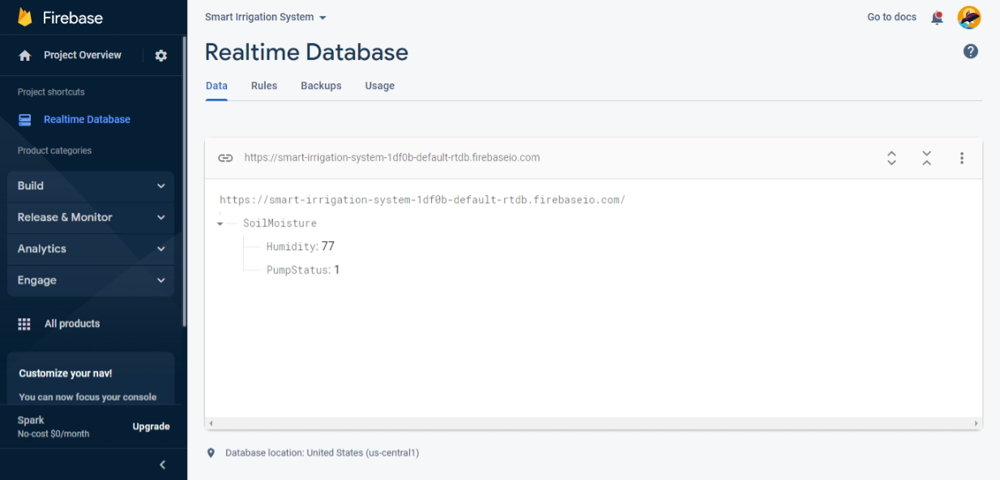 Firebase
Project Overview
Project shortcuts
Realtime Database
Product categories
Build
Release & Monitor
Analytics
Engage
All products
Customize your nav!
You can now focus your console
Spark
No-cost $0/month
Upgrade
Smart Irrigation System
Go to docs
Realtime Database
Data Rules Backups Usage
https://smart-irrigation-system-1df0b-default-rtdb.firebaseio.com
https://smart-irrigation-system-1df0b-default-rtdb.firebaseio.com/
SoilMoisture
Humidity: 77
PumpStatus: 1
Database location: United States (us-central1)